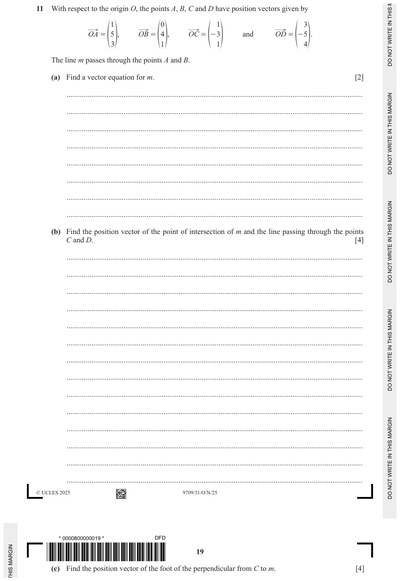 11 With respect to the origin O, the points A, B, C and D have position vectors given by
OA = (1 5 3), OB = (0 4 1), OC = (1 −3 1) and OD = (3 −5 4).
The line m passes through the points A and B.
(a) Find a vector equation for m. [2]
(b) Find the position vector of the point of intersection of m and the line passing through the points
C and D. [4]
© UCLES 2025 9709/31/O/N/25
* 0000800000019 * DFD
19
(c) Find the position vector of the foot of the perpendicular from C to m. [4]
DO NOT WRITE IN THIS M
DO NOT WRITE IN THIS MARGIN
DO NOT WRITE IN THIS MARGIN
DO NOT WRITE IN THIS MARGIN
DO NOT WRITE IN THIS MARGIN
THIS MARGIN